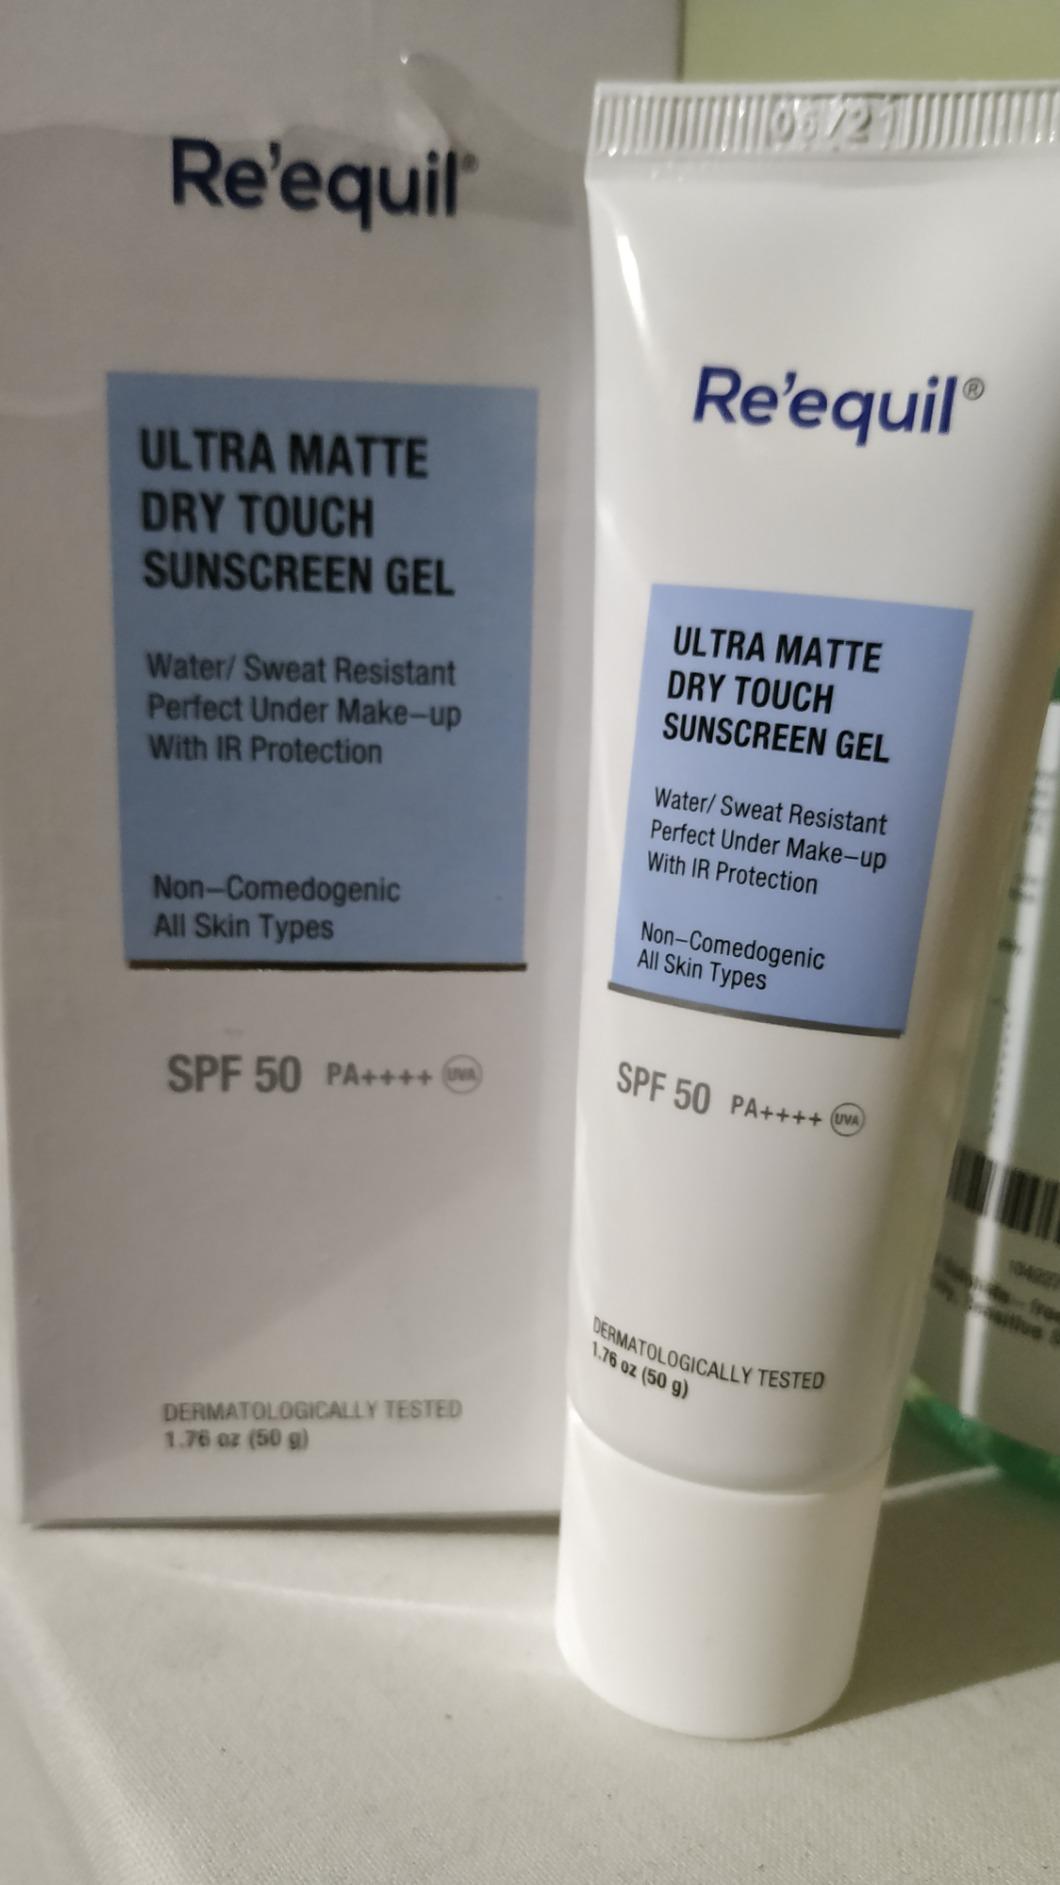 Re'equil®
ULTRA MATTE
DRY TOUCH
SUNSCREEN GEL
Water/ Sweat Resistant
Perfect Under Make–up
With IR Protection
Non–Comedogenic
All Skin Types
SPF 50 PA++++ UVA
DERMATOLOGICALLY TESTED
1.76 oz (50 g)
06/21
Re'equil®
ULTRA MATTE
DRY TOUCH
SUNSCREEN GEL
Water/ Sweat Resistant
Perfect Under Make–up
With IR Protection
Non–Comedogenic
All Skin Types
SPF 50 PA++++ UVA
DERMATOLOGICALLY TESTED
1.76 oz (50 g)